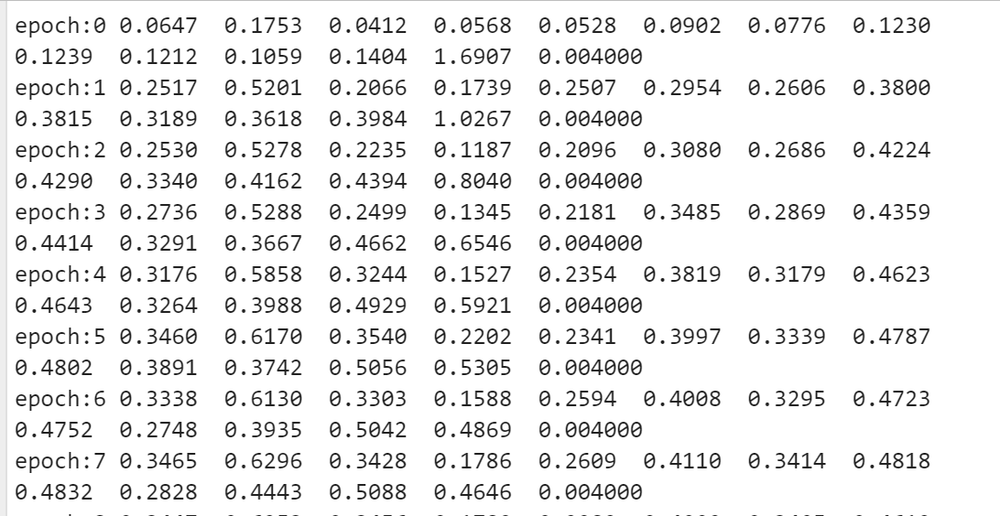 epoch:0 0.0647 0.1753 0.0412 0.0568 0.0528 0.0902 0.0776 0.1230
0.1239 0.1212 0.1059 0.1404 1.6907 0.004000
epoch:1 0.2517 0.5201 0.2066 0.1739 0.2507 0.2954 0.2606 0.3800
0.3815 0.3189 0.3618 0.3984 1.0267 0.004000
epoch:2 0.2530 0.5278 0.2235 0.1187 0.2096 0.3080 0.2686 0.4224
0.4290 0.3340 0.4162 0.4394 0.8040 0.004000
epoch:3 0.2736 0.5288 0.2499 0.1345 0.2181 0.3485 0.2869 0.4359
0.4414 0.3291 0.3667 0.4662 0.6546 0.004000
epoch:4 0.3176 0.5858 0.3244 0.1527 0.2354 0.3819 0.3179 0.4623
0.4643 0.3264 0.3988 0.4929 0.5921 0.004000
epoch:5 0.3460 0.6170 0.3540 0.2202 0.2341 0.3997 0.3339 0.4787
0.4802 0.3891 0.3742 0.5056 0.5305 0.004000
epoch:6 0.3338 0.6130 0.3303 0.1588 0.2594 0.4008 0.3295 0.4723
0.4752 0.2748 0.3935 0.5042 0.4869 0.004000
epoch:7 0.3465 0.6296 0.3428 0.1786 0.2609 0.4110 0.3414 0.4818
0.4832 0.2828 0.4443 0.5088 0.4646 0.004000